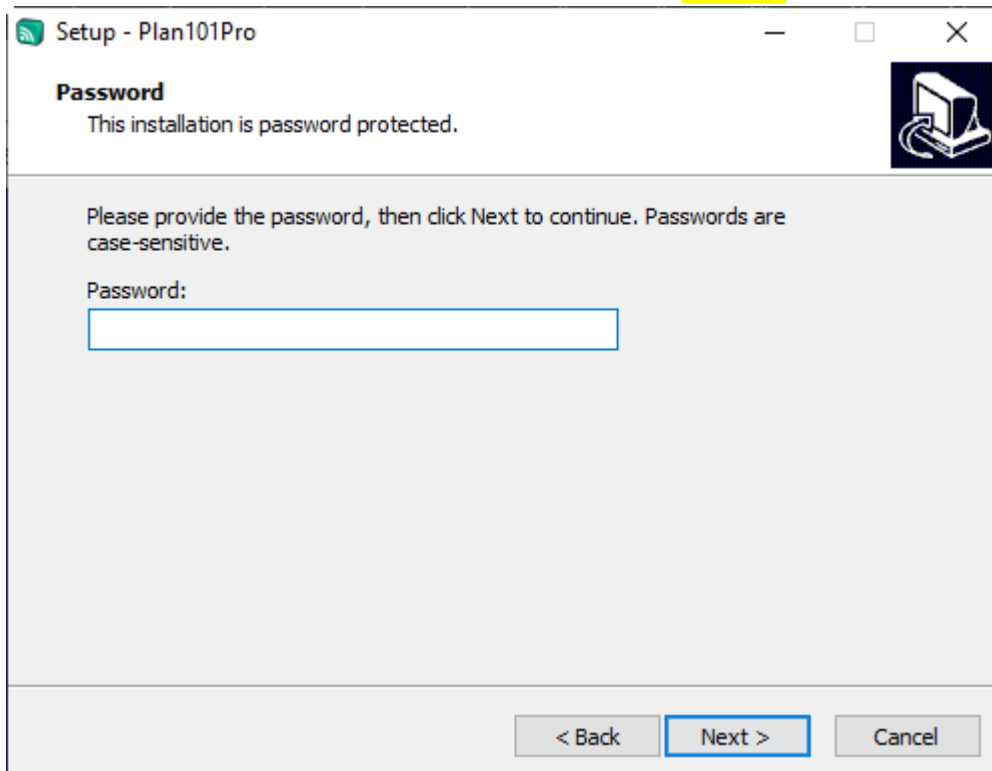 Setup - Plan101Pro
Password
This installation is password protected.
Please provide the password, then click Next to continue. Passwords are
case-sensitive.
Password:
< Back
Next >
Cancel